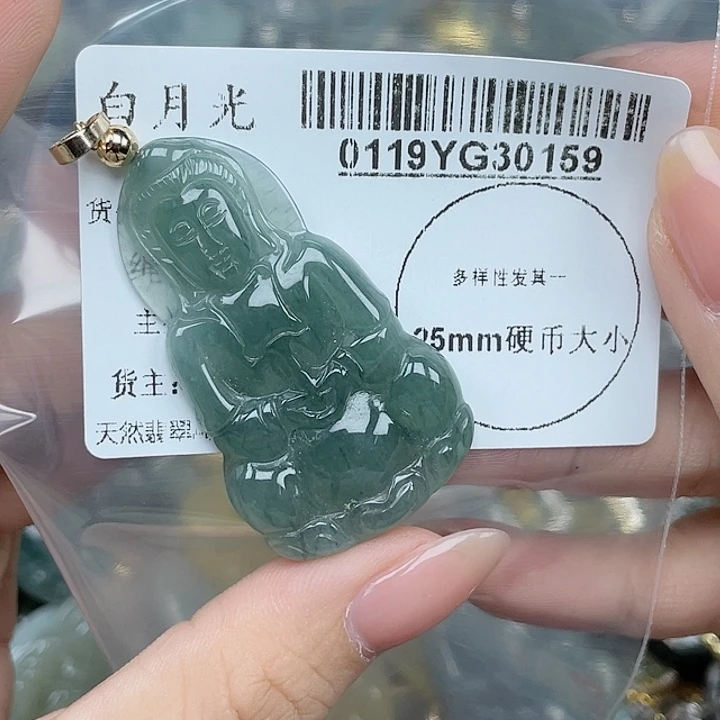 白月光
0119YG30159
货
多样性发其一
主
25mm硬币大小
货主:
天然翡翠